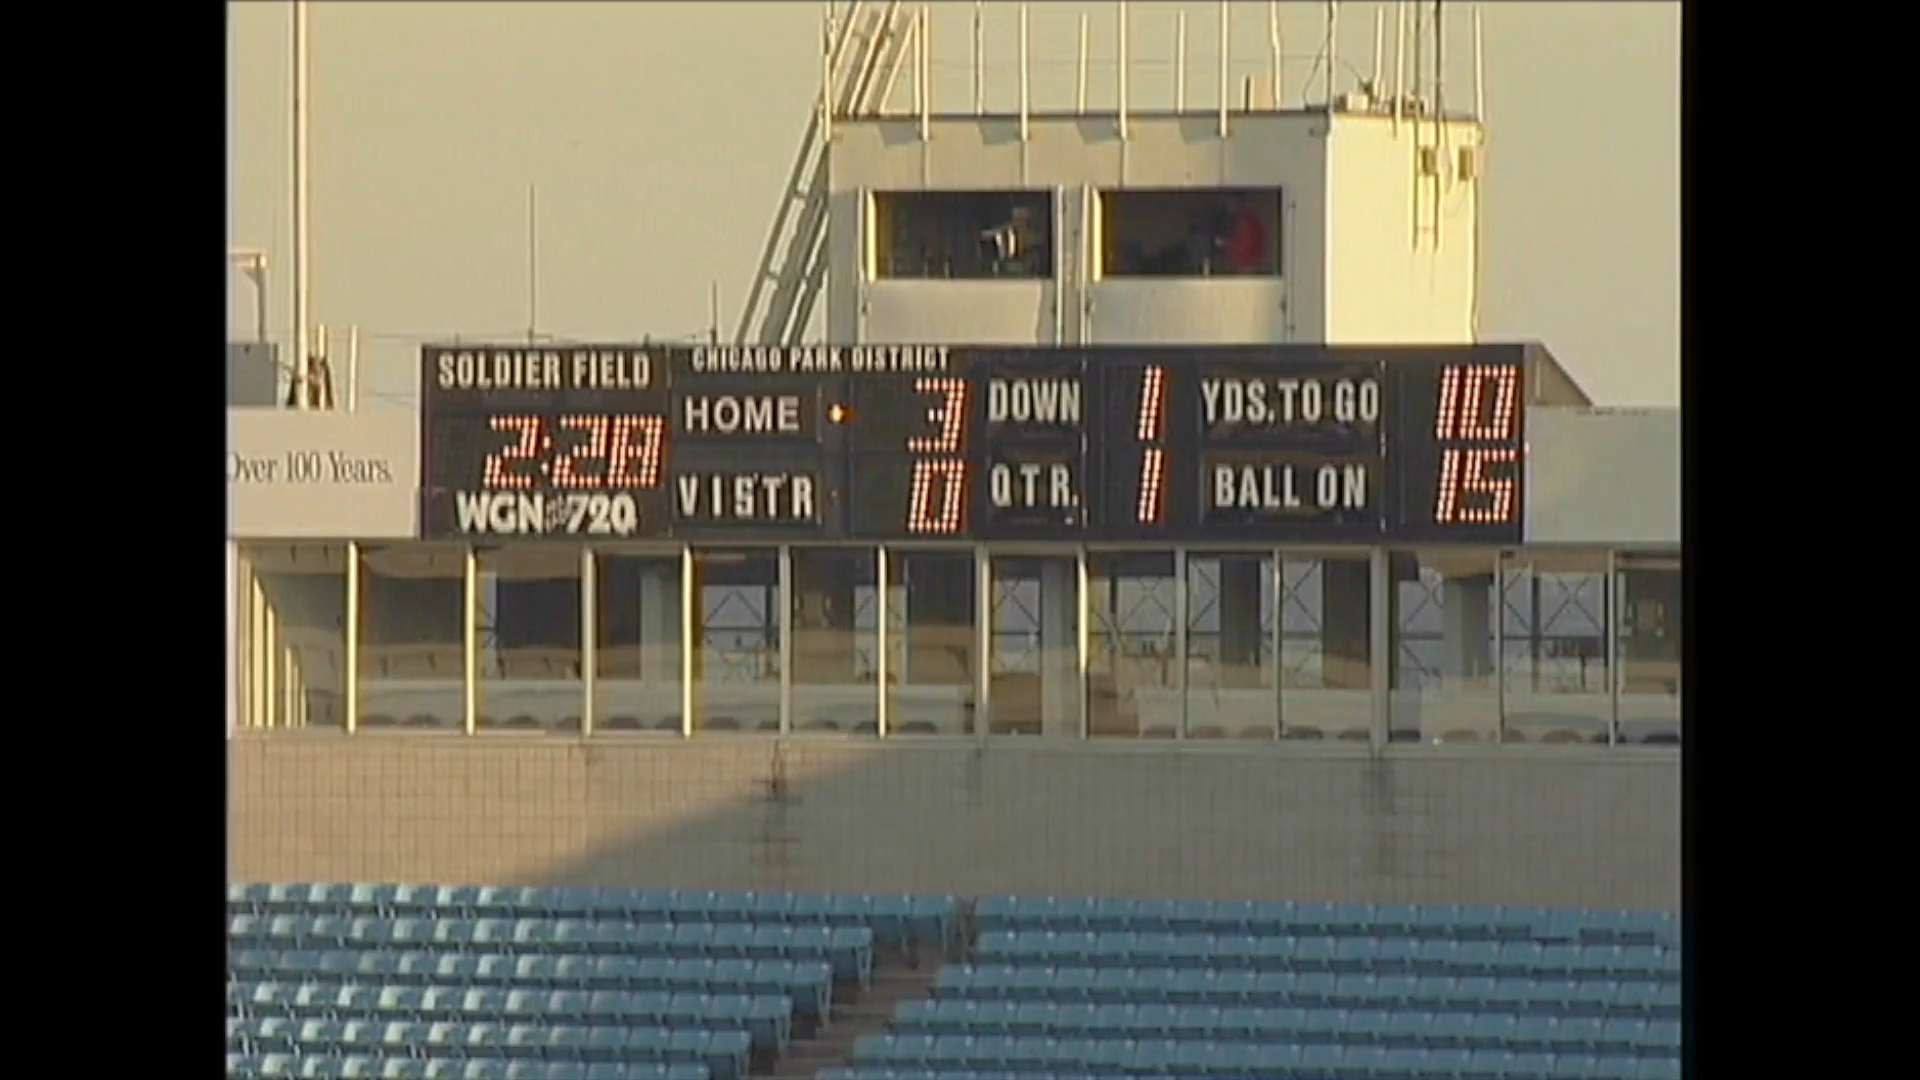 SOLDIER FIELD
CHICAGO PARK DISTRICT
HOME 3 DOWN 1 YDS.TO GO 10
2:28
VISTR 0 QTR. 1 BALL ON 15
WGN 720
Over 100 Years.